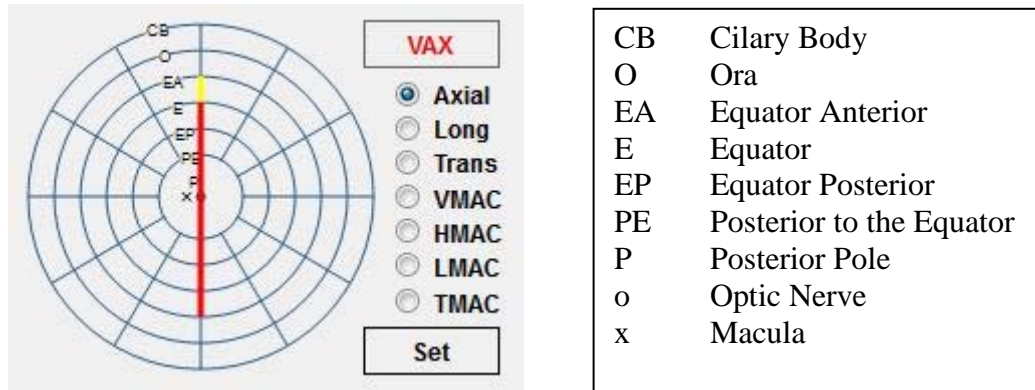 CB
O
EA
E
EP
PE
P
x
VAX
Axial
Long
Trans
VMAC
HMAC
LMAC
TMAC
Set
CB Cilary Body
O Ora
EA Equator Anterior
E Equator
EP Equator Posterior
PE Posterior to the Equator
P Posterior Pole
o Optic Nerve
x Macula